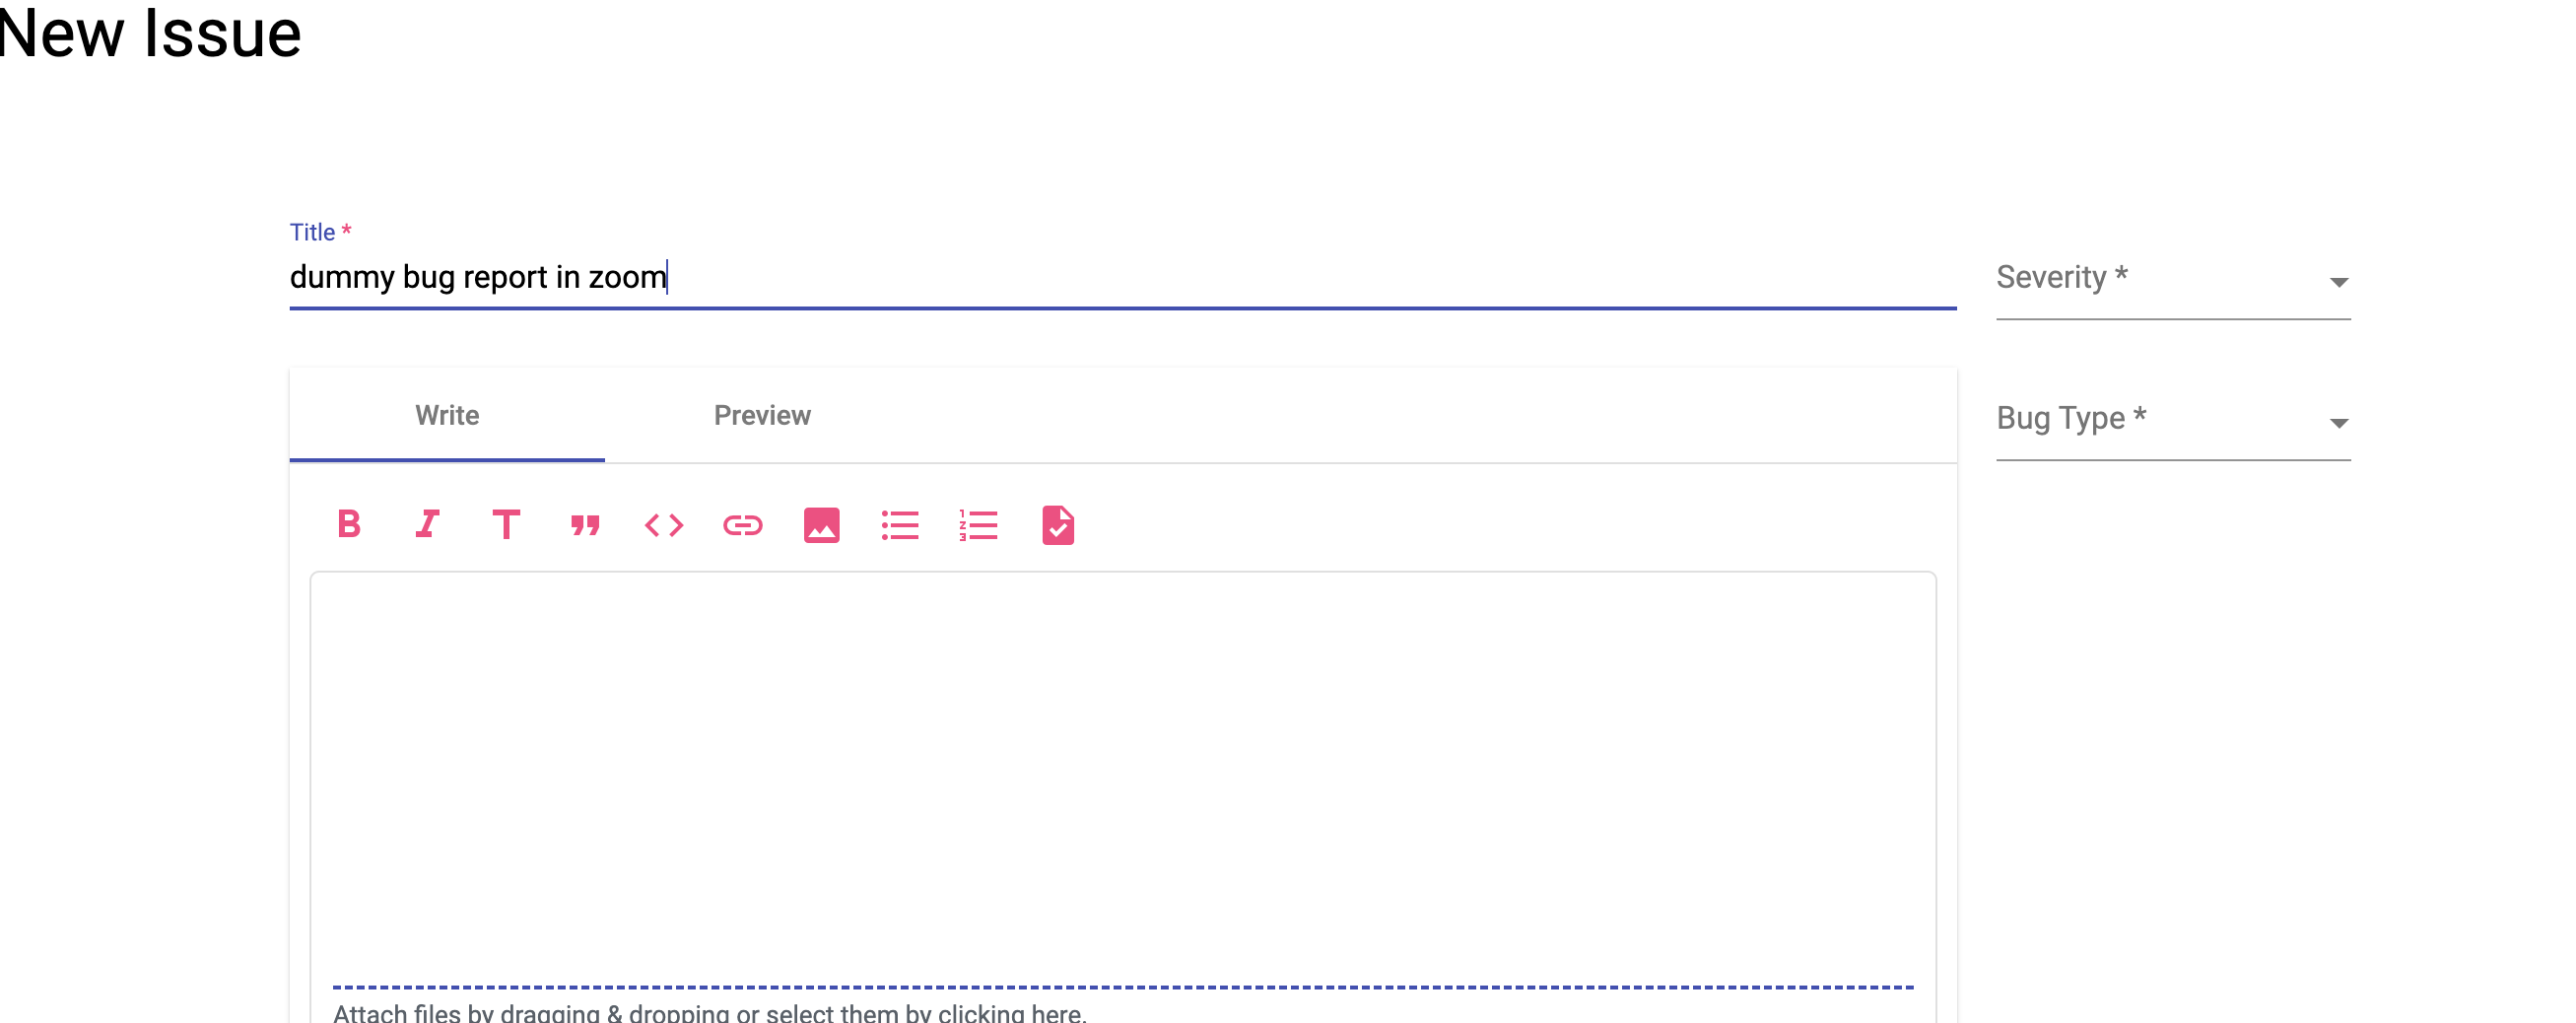 New Issue
Title *
dummy bug report in zoom
Severity *
Write Preview
Bug Type *
B I T
Attach files by dragging & dropping or select them by clicking here.